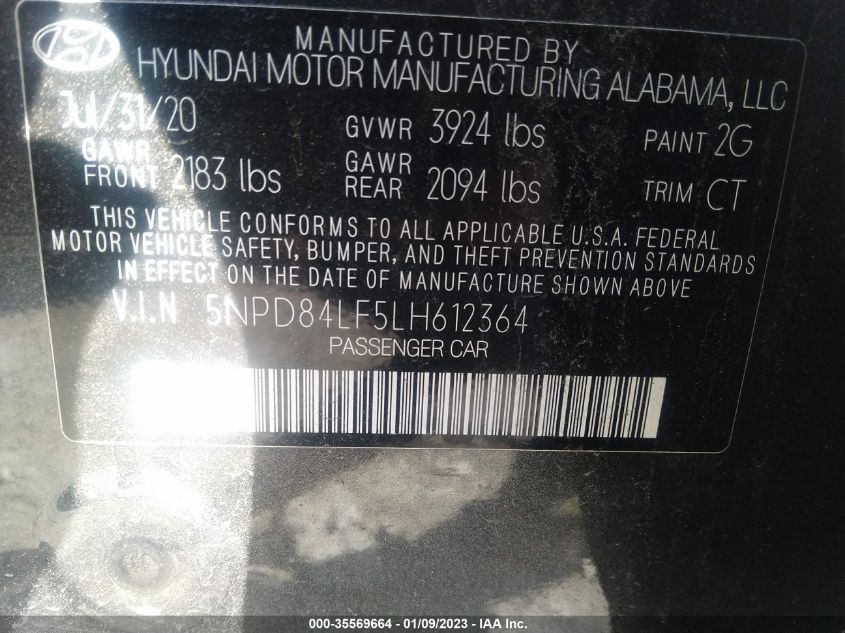 MANUFACTURED BY
HYUNDAI MOTOR MANUFACTURING ALABAMA, LLC
Jul/31/20 GVWR 3924 lbs PAINT 2G
GAWR FRONT 2183 lbs GAWR REAR 2094 lbs TRIM CT
THIS VEHICLE CONFORMS TO ALL APPLICABLE U.S.A. FEDERAL
MOTOR VEHICLE SAFETY, BUMPER, AND THEFT PREVENTION STANDARDS
IN EFFECT ON THE DATE OF MANUFACTURE SHOWN ABOVE
V.I.N 5NPD84LF5LH612364
PASSENGER CAR
000-35569664 - 01/09/2023 - IAA Inc.